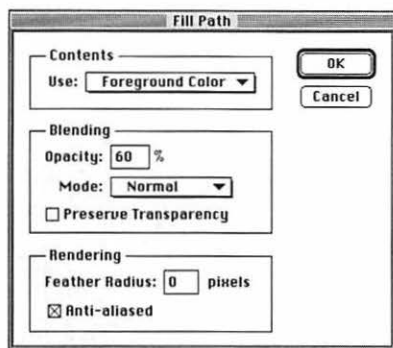 Fill Path
Contents
Use: Foreground Color
OK
Cancel
Blending
Opacity: 60 %
Mode: Normal
Preserve Transparency
Rendering
Feather Radius: 0 pixels
Anti-aliased